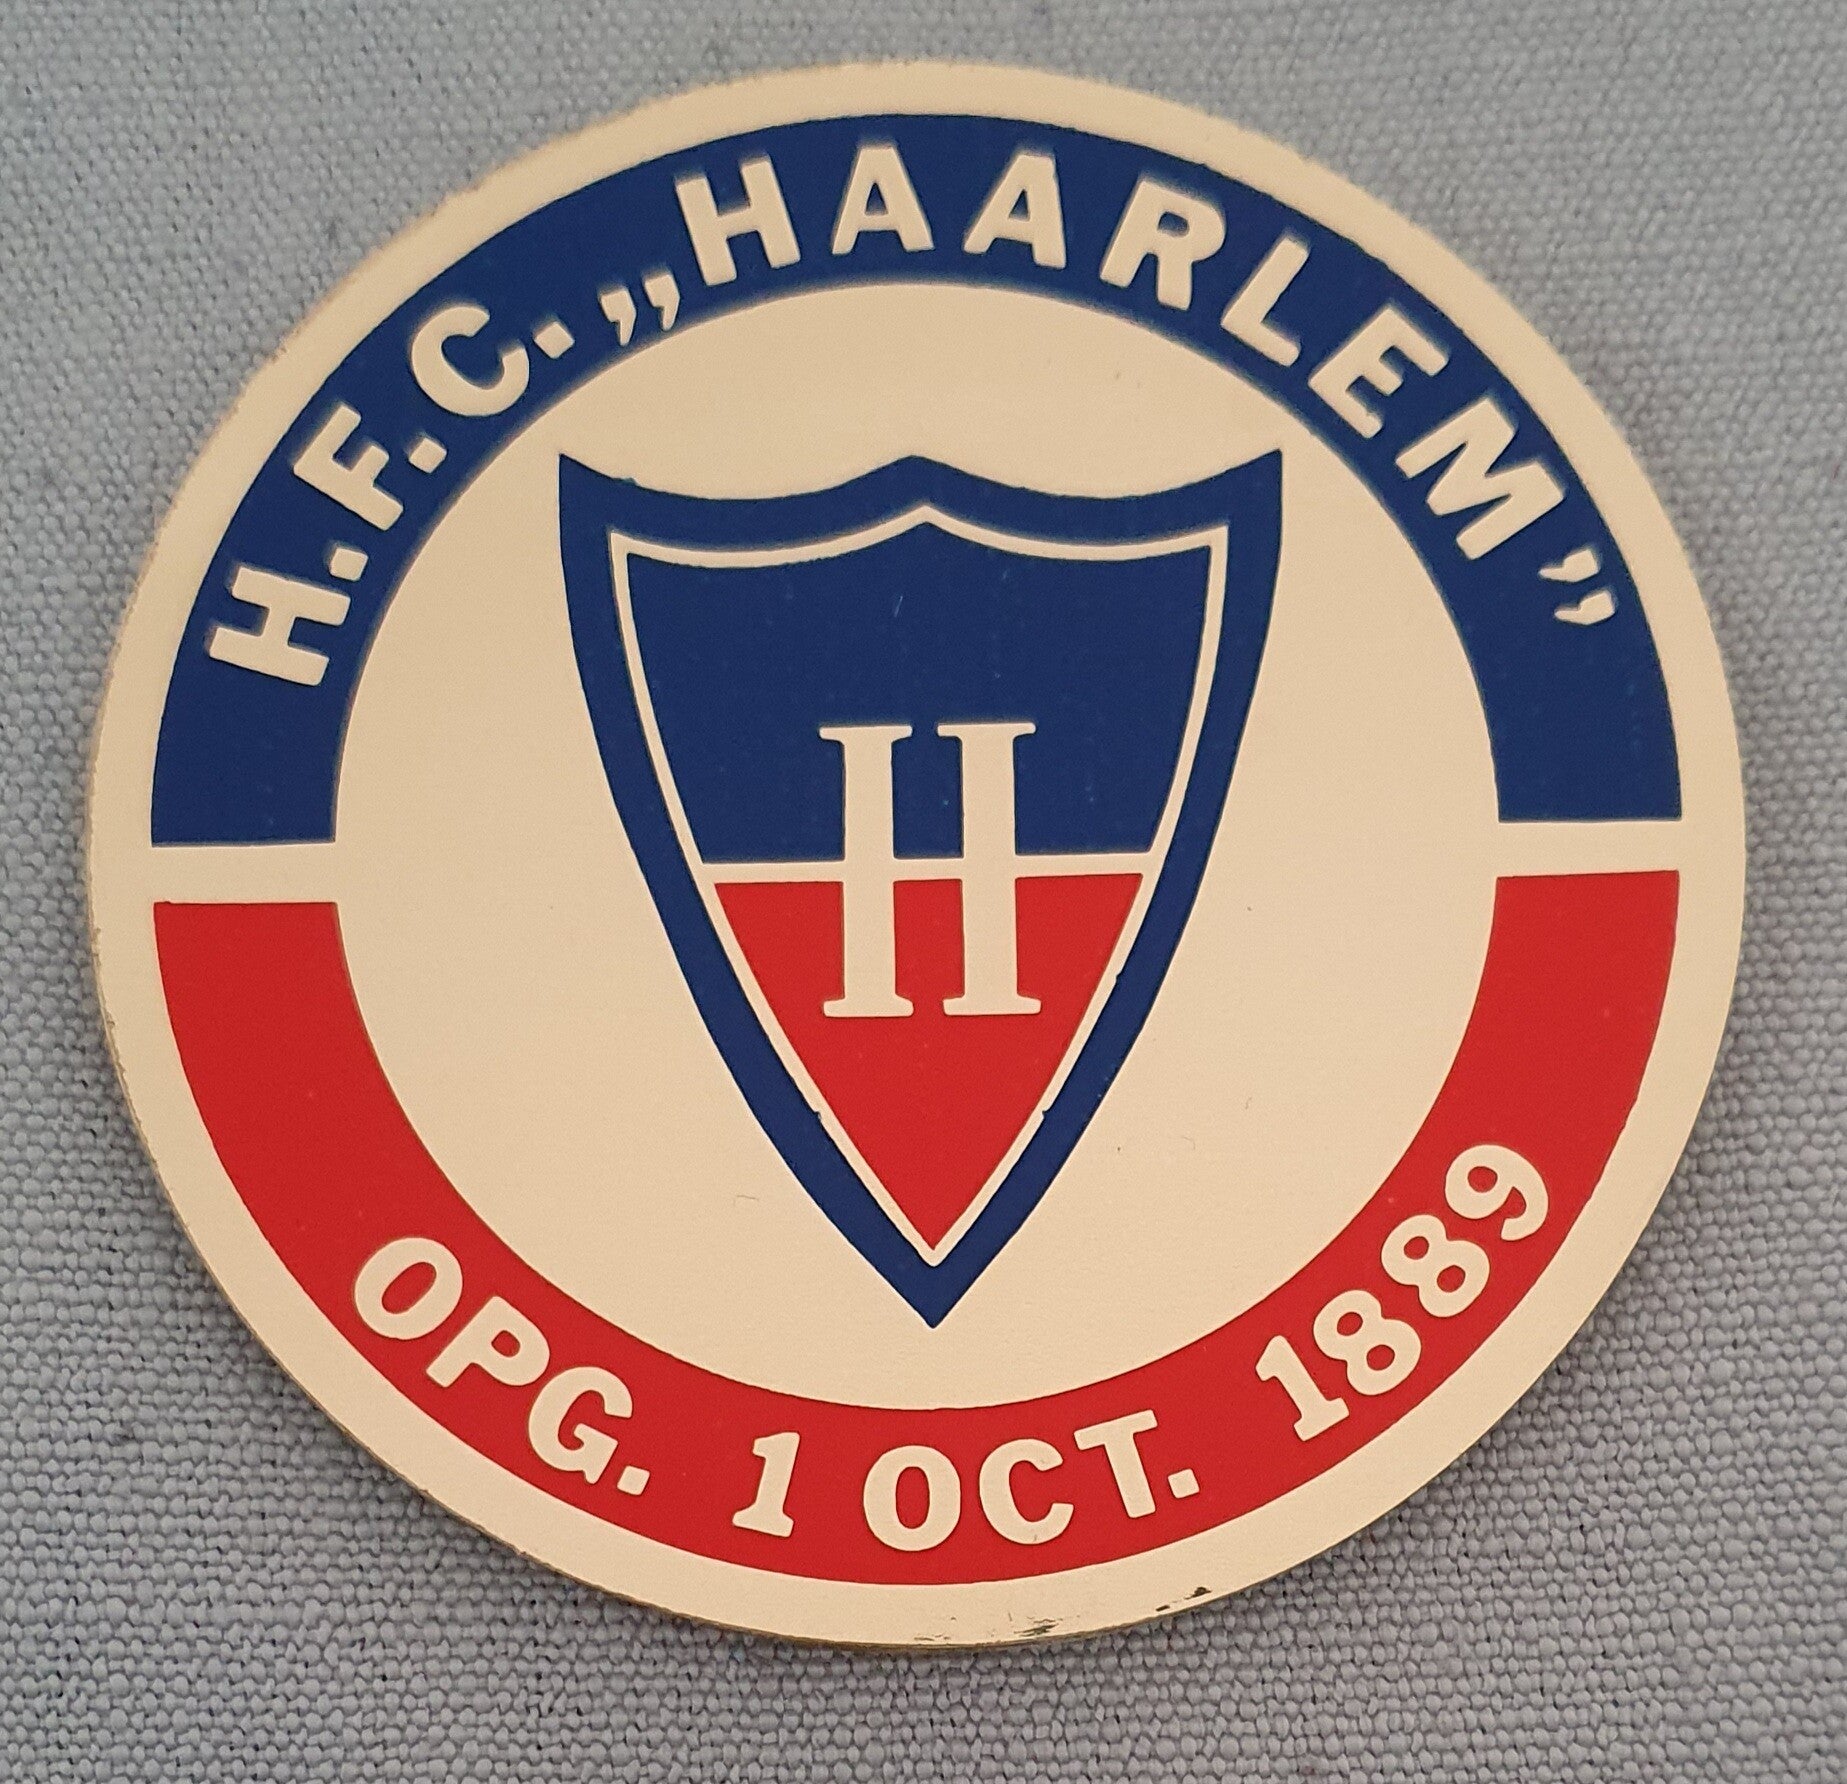 H.F.C. „HAARLEM”
H
OPG. 1 OCT. 1889